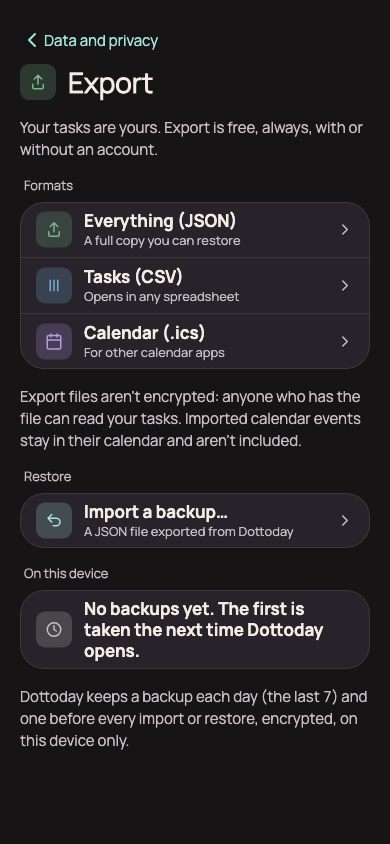 Data and privacy
Export
Your tasks are yours. Export is free, always, with or
without an account.
Formats
Everything (JSON)
A full copy you can restore
Tasks (CSV)
Opens in any spreadsheet
Calendar (.ics)
For other calendar apps
Export files aren't encrypted: anyone who has the
file can read your tasks. Imported calendar events
stay in their calendar and aren't included.
Restore
Import a backup...
A JSON file exported from Dottoday
On this device
No backups yet. The first is
taken the next time Dottoday
opens.
Dottoday keeps a backup each day (the last 7) and
one before every import or restore, encrypted, on
this device only.